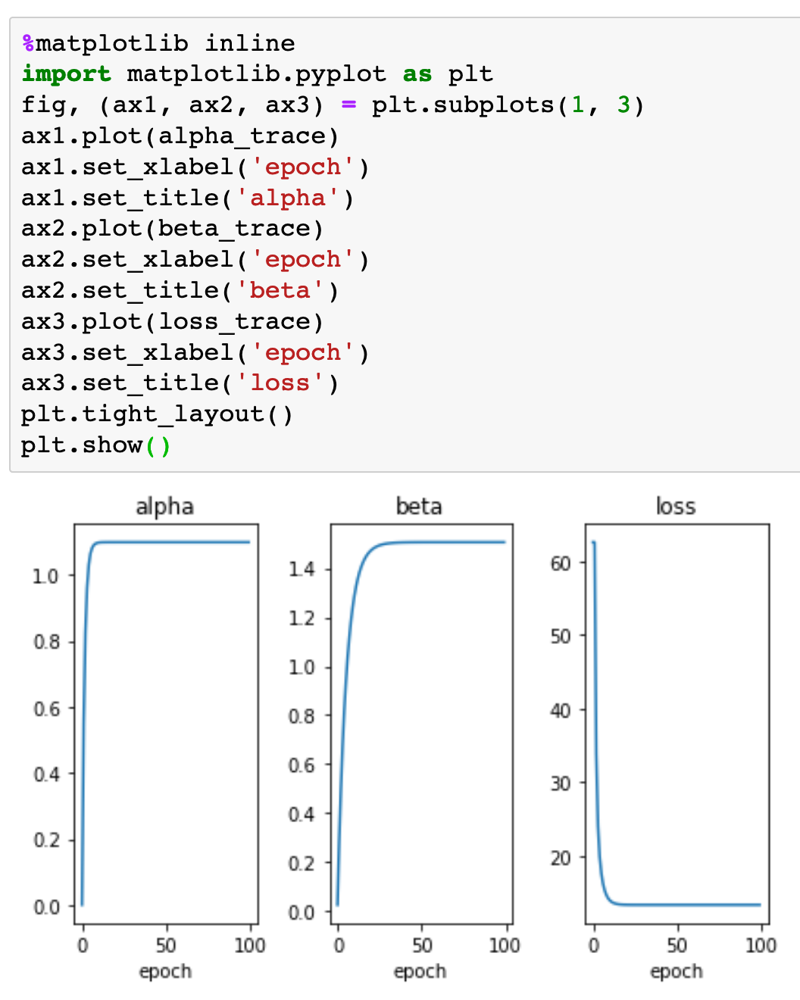 %matplotlib inline
import matplotlib.pyplot as plt
fig, (ax1, ax2, ax3) = plt.subplots(1, 3)
ax1.plot(alpha_trace)
ax1.set_xlabel('epoch')
ax1.set_title('alpha')
ax2.plot(beta_trace)
ax2.set_xlabel('epoch')
ax2.set_title('beta')
ax3.plot(loss_trace)
ax3.set_xlabel('epoch')
ax3.set_title('loss')
plt.tight_layout()
plt.show()
alpha
1.0
0.8
0.6
0.4
0.2
0.0
0 50 100
epoch
beta
1.4
1.2
1.0
0.8
0.6
0.4
0.2
0.0
0 50 100
epoch
loss
60
50
40
30
20
0 50 100
epoch